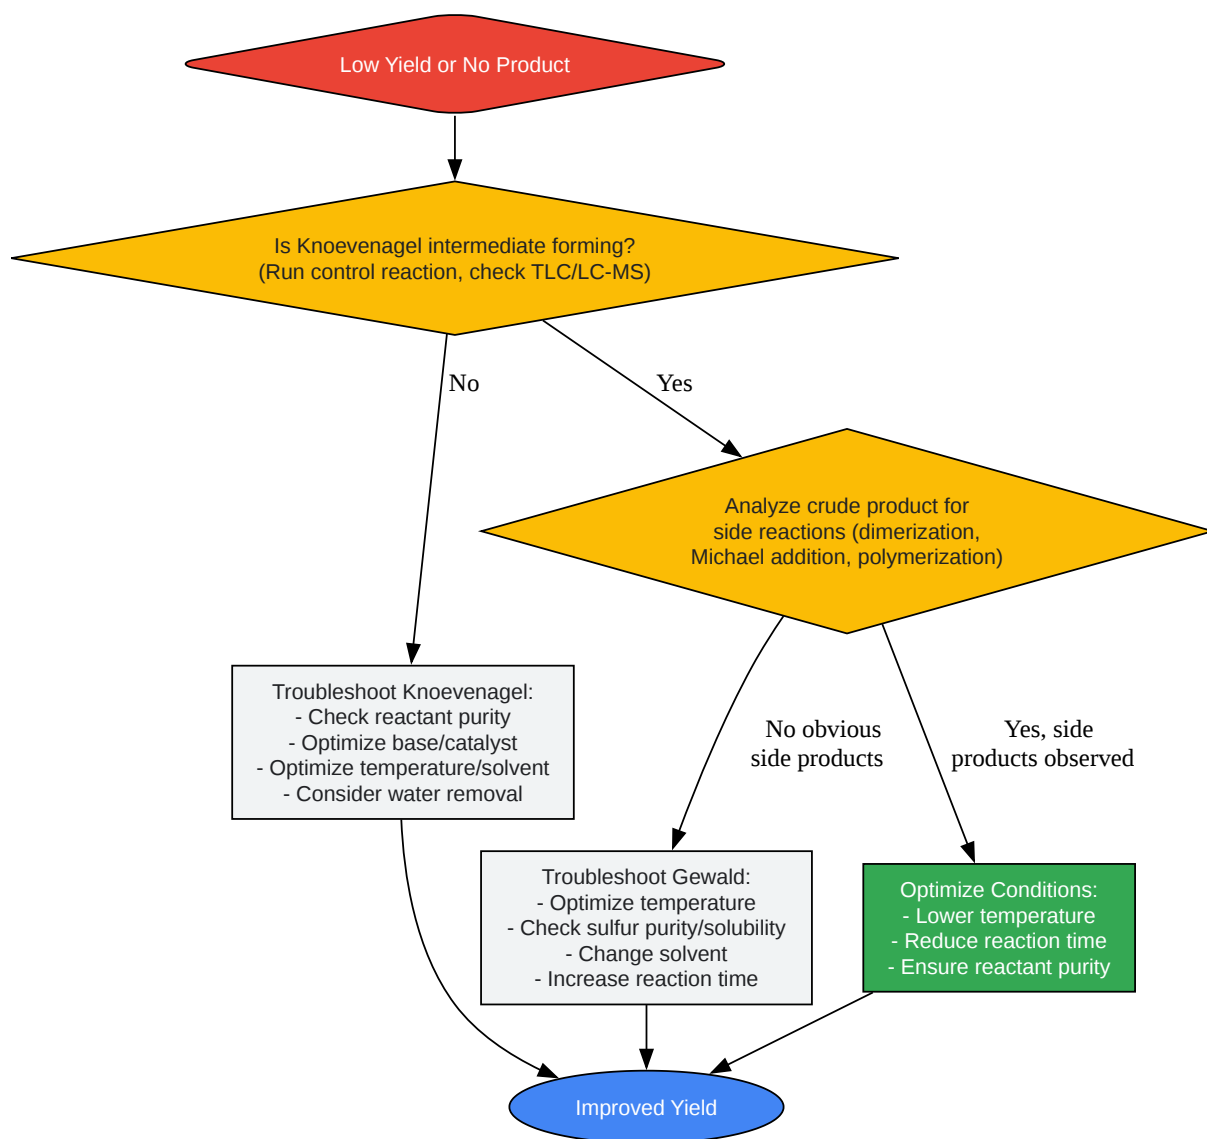 Low Yield or No Product
Is Knoevenagel intermediate forming?
(Run control reaction, check TLC/LC-MS)
No
Yes
Analyze crude product for
side reactions (dimerization,
Michael addition, polymerization)
Troubleshoot Knoevenagel:
- Check reactant purity
- Optimize base/catalyst
- Optimize temperature/solvent
- Consider water removal
No obvious
side products
Yes, side
products observed
Troubleshoot Gewald:
- Optimize temperature
- Check sulfur purity/solubility
- Change solvent
- Increase reaction time
Optimize Conditions:
- Lower temperature
- Reduce reaction time
- Ensure reactant purity
Improved Yield